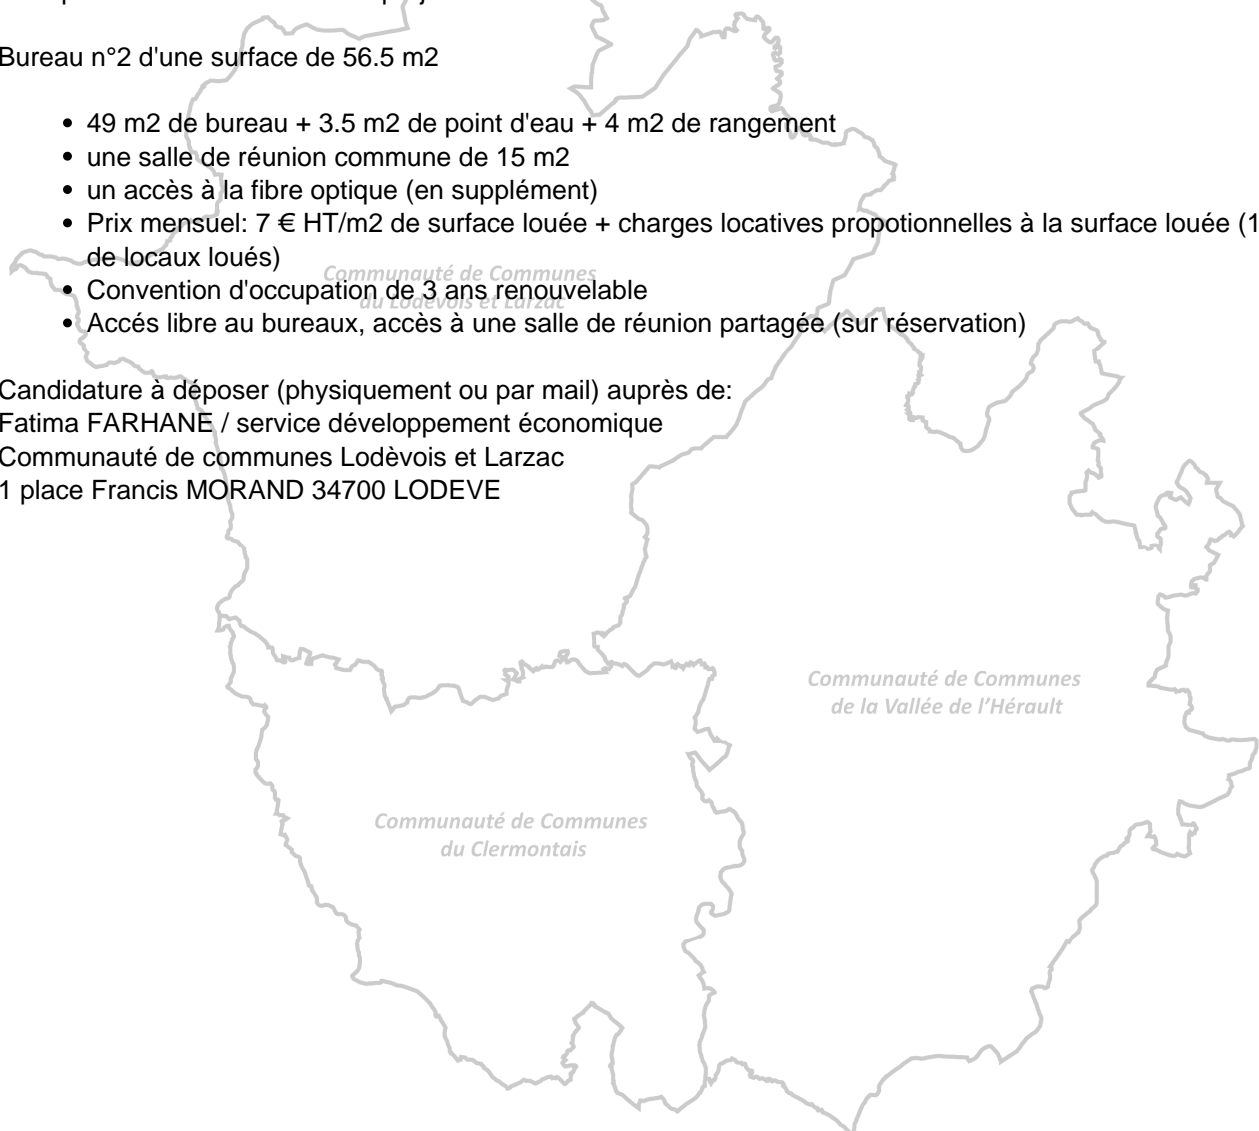 Bureau n°2 d'une surface de 56.5 m2
• 49 m2 de bureau + 3.5 m2 de point d'eau + 4 m2 de rangement
• une salle de réunion commune de 15 m2
• un accès à la fibre optique (en supplément)
• Prix mensuel: 7 € HT/m2 de surface louée + charges locatives propotionnelles à la surface louée (1
de locaux loués)
Communauté de Communes
du Lodévois et Larzac
• Convention d'occupation de 3 ans renouvelable
• Accés libre au bureaux, accès à une salle de réunion partagée (sur réservation)
Candidature à déposer (physiquement ou par mail) auprès de:
Fatima FARHANE / service développement économique
Communauté de communes Lodèvois et Larzac
1 place Francis MORAND 34700 LODEVE
Communauté de Communes
de la Vallée de l'Hérault
Communauté de Communes
du Clermontais